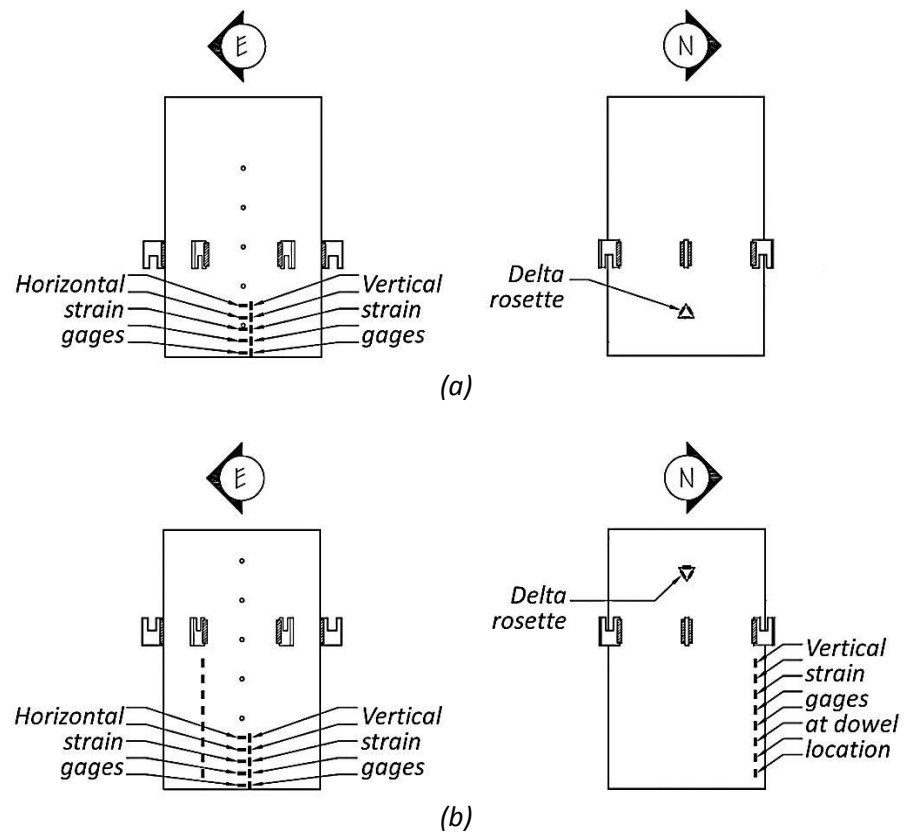 E
N
Horizontal
strain
gages
Vertical
strain
gages
Delta
rosette
(a)
E
N
Delta
rosette
Horizontal
strain
gages
Vertical
strain
gages
Vertical
strain
gages
at dowel
location
(b)